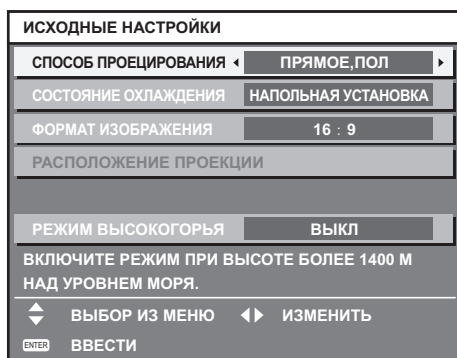 ИСХОДНЫЕ НАСТРОЙКИ
СПОСОБ ПРОЕЦИРОВАНИЯ ПРЯМОЕ,ПОЛ
СОСТОЯНИЕ ОХЛАЖДЕНИЯ НАПОЛЬНАЯ УСТАНОВКА
ФОРМАТ ИЗОБРАЖЕНИЯ 16 : 9
РАСПОЛОЖЕНИЕ ПРОЕКЦИИ
РЕЖИМ ВЫСОКОГОРЬЯ ВЫКЛ
ВКЛЮЧИТЕ РЕЖИМ ПРИ ВЫСОТЕ БОЛЕЕ 1400 М
НАД УРОВНЕМ МОРЯ.
ВЫБОР ИЗ МЕНЮ ИЗМЕНИТЬ
ENTER ВВЕСТИ